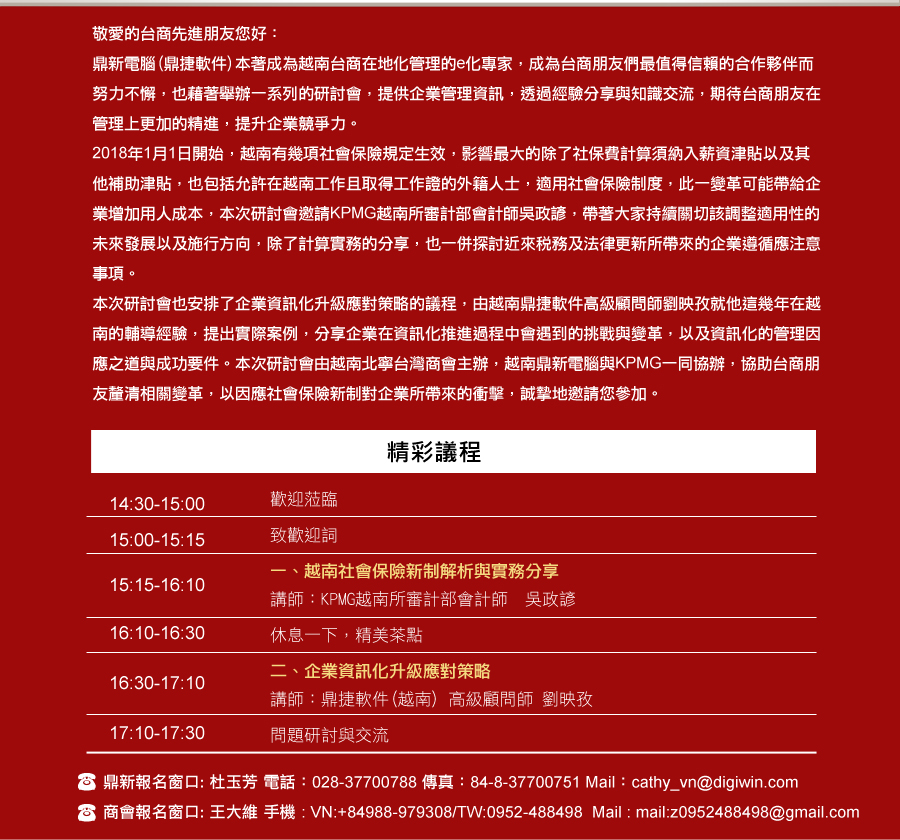 敬愛的台商先進朋友您好：
鼎新電腦(鼎捷軟件)本著成為越南台商在地化管理的e化專家，成為台商朋友們最值得信賴的合作夥伴而
努力不懈，也藉著舉辦一系列的研討會，提供企業管理資訊，透過經驗分享與知識交流，期待台商朋友在
管理上更加的精進，提升企業競爭力。
2018年1月1日開始，越南有幾項社會保險規定生效，影響最大的除了社保費計算須納入薪資津貼以及其
他補助津貼，也包括允許在越南工作且取得工作證的外籍人士，適用社會保險制度，此一變革可能帶給企
業增加用人成本，本次研討會邀請KPMG越南所審計部會計師吳政諺，帶著大家持續關切該調整適用性的
未來發展以及施行方向，除了計算實務的分享，也一併探討近來稅務及法律更新所帶來的企業遵循應注意
事項。
本次研討會也安排了企業資訊化升級應對策略的議程，由越南鼎捷軟件高級顧問師劉映孜就他這幾年在越
南的輔導經驗，提出實際案例，分享企業在資訊化推進過程中會遇到的挑戰與變革，以及資訊化的管理因
應之道與成功要件。本次研討會由越南北寧台灣商會主辦，越南鼎新電腦與KPMG一同協辦，協助台商朋
友釐清相關變革，以因應社會保險新制對企業所帶來的衝擊，誠摯地邀請您參加。
精彩議程
14:30-15:00 歡迎蒞臨
15:00-15:15 致歡迎詞
15:15-16:10 一、越南社會保險新制解析與實務分享
講師：KPMG越南所審計部會計師 吳政諺
16:10-16:30 休息一下，精美茶點
16:30-17:10 二、企業資訊化升級應對策略
講師：鼎捷軟件(越南) 高級顧問師 劉映孜
17:10-17:30 問題研討與交流
鼎新報名窗口: 杜玉芳 電話：028-37700788 傳真：84-8-37700751 Mail：cathy_vn@digiwin.com
商會報名窗口: 王大維 手機 : VN:+84988-979308/TW:0952-488498 Mail : mail:z0952488498@gmail.com